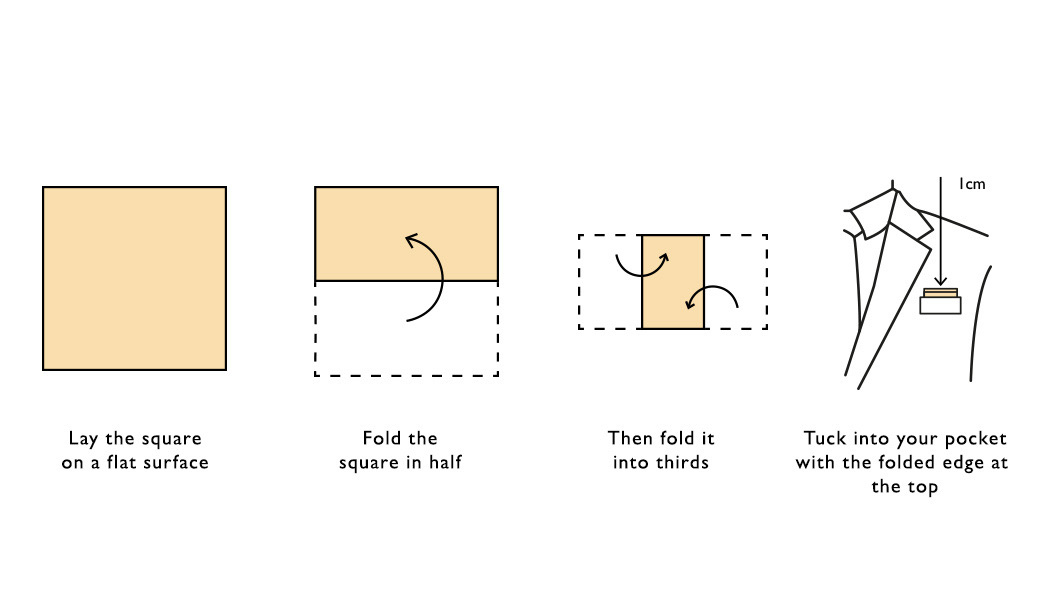 1cm
Lay the square
on a flat surface
Fold the
square in half
Then fold it
into thirds
Tuck into your pocket
with the folded edge at
the top